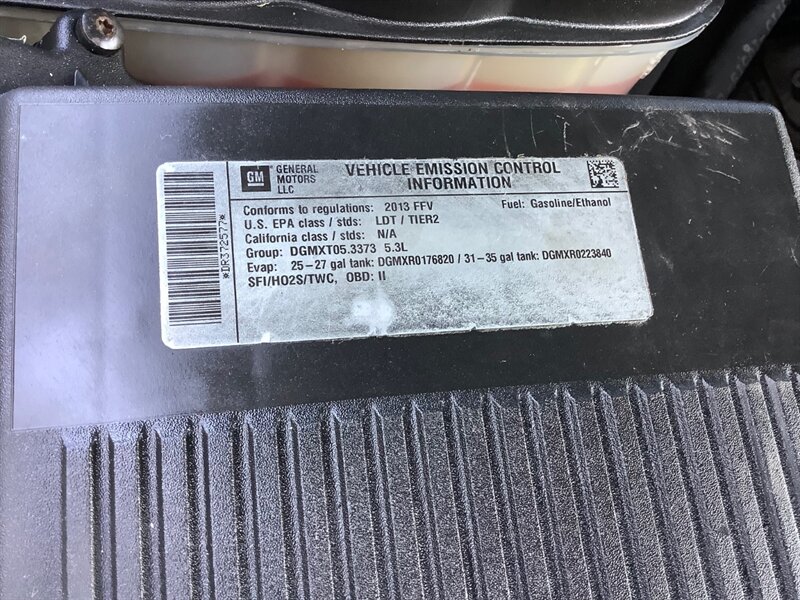 GM
GENERAL
MOTORS
LLC
VEHICLE EMISSION CONTROL
INFORMATION
Conforms to regulations: 2013 FFV Fuel: Gasoline/Ethanol
U.S. EPA class / stds: LDT / TIER2
California class / stds: N/A
Group: DGMXT05.3373 5.3L
Evap: 25-27 gal tank: DGMXR0176820 / 31-35 gal tank: DGMXR0223840
SFI/HO2S/TWC, OBD: II
*DR372577*